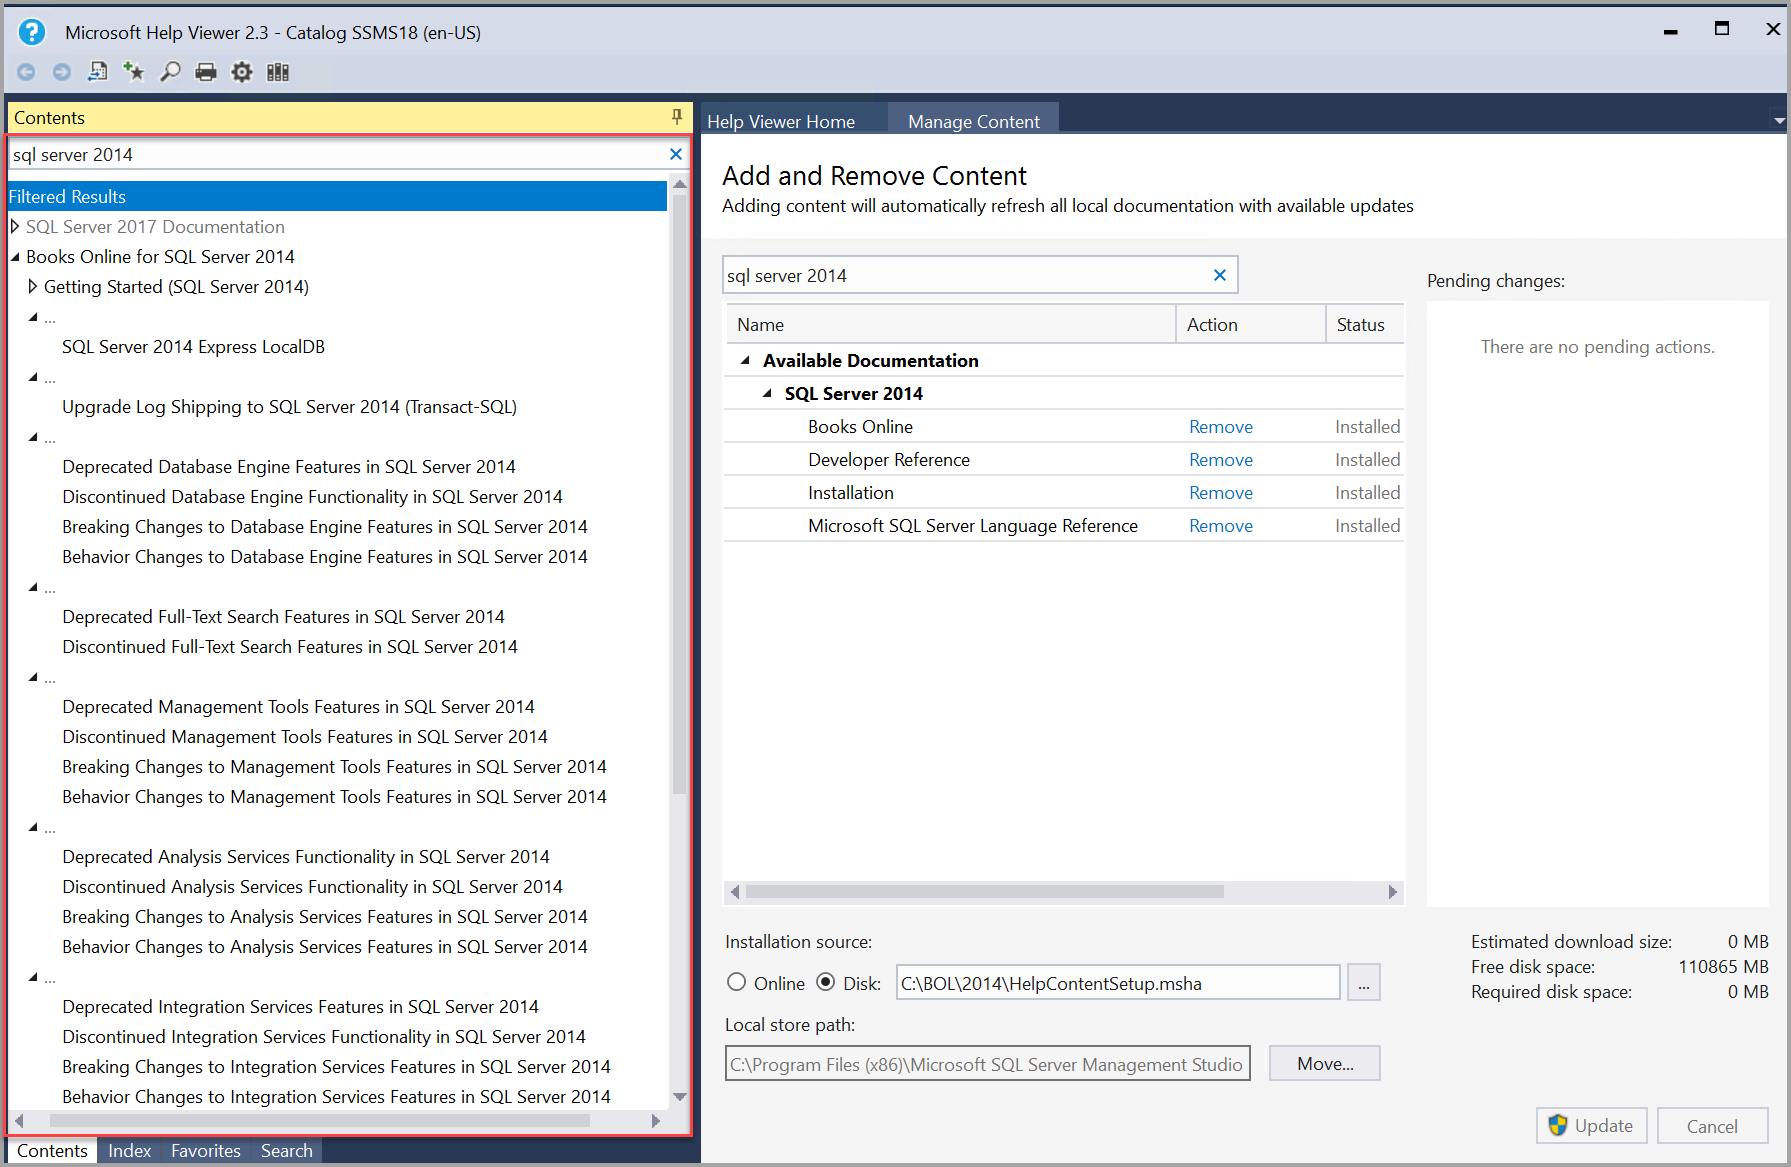 Microsoft Help Viewer 2.3 - Catalog SSMS18 (en-US)
Contents
sql server 2014
Filtered Results
SQL Server 2017 Documentation
Books Online for SQL Server 2014
Getting Started (SQL Server 2014)
...
SQL Server 2014 Express LocalDB
...
Upgrade Log Shipping to SQL Server 2014 (Transact-SQL)
...
Deprecated Database Engine Features in SQL Server 2014
Discontinued Database Engine Functionality in SQL Server 2014
Breaking Changes to Database Engine Features in SQL Server 2014
Behavior Changes to Database Engine Features in SQL Server 2014
...
Deprecated Full-Text Search Features in SQL Server 2014
Discontinued Full-Text Search Features in SQL Server 2014
...
Deprecated Management Tools Features in SQL Server 2014
Discontinued Management Tools Features in SQL Server 2014
Breaking Changes to Management Tools Features in SQL Server 2014
Behavior Changes to Management Tools Features in SQL Server 2014
...
Deprecated Analysis Services Functionality in SQL Server 2014
Discontinued Analysis Services Functionality in SQL Server 2014
Breaking Changes to Analysis Services Features in SQL Server 2014
Behavior Changes to Analysis Services Features in SQL Server 2014
...
Deprecated Integration Services Features in SQL Server 2014
Discontinued Integration Services Functionality in SQL Server 2014
Breaking Changes to Integration Services Features in SQL Server 2014
Behavior Changes to Integration Services Features in SQL Server 2014
Contents Index Favorites Search
Help Viewer Home Manage Content
Add and Remove Content
Adding content will automatically refresh all local documentation with available updates
sql server 2014
Name Action Status
Available Documentation
SQL Server 2014
Books Online Remove Installed
Developer Reference Remove Installed
Installation Remove Installed
Microsoft SQL Server Language Reference Remove Installed
Pending changes:
There are no pending actions.
Installation source:
Online Disk: C:\BOL\2014\HelpContentSetup.msha ...
Local store path:
C:\Program Files (x86)\Microsoft SQL Server Management Studio Move...
Estimated download size: 0 MB
Free disk space: 110865 MB
Required disk space: 0 MB
Update Cancel